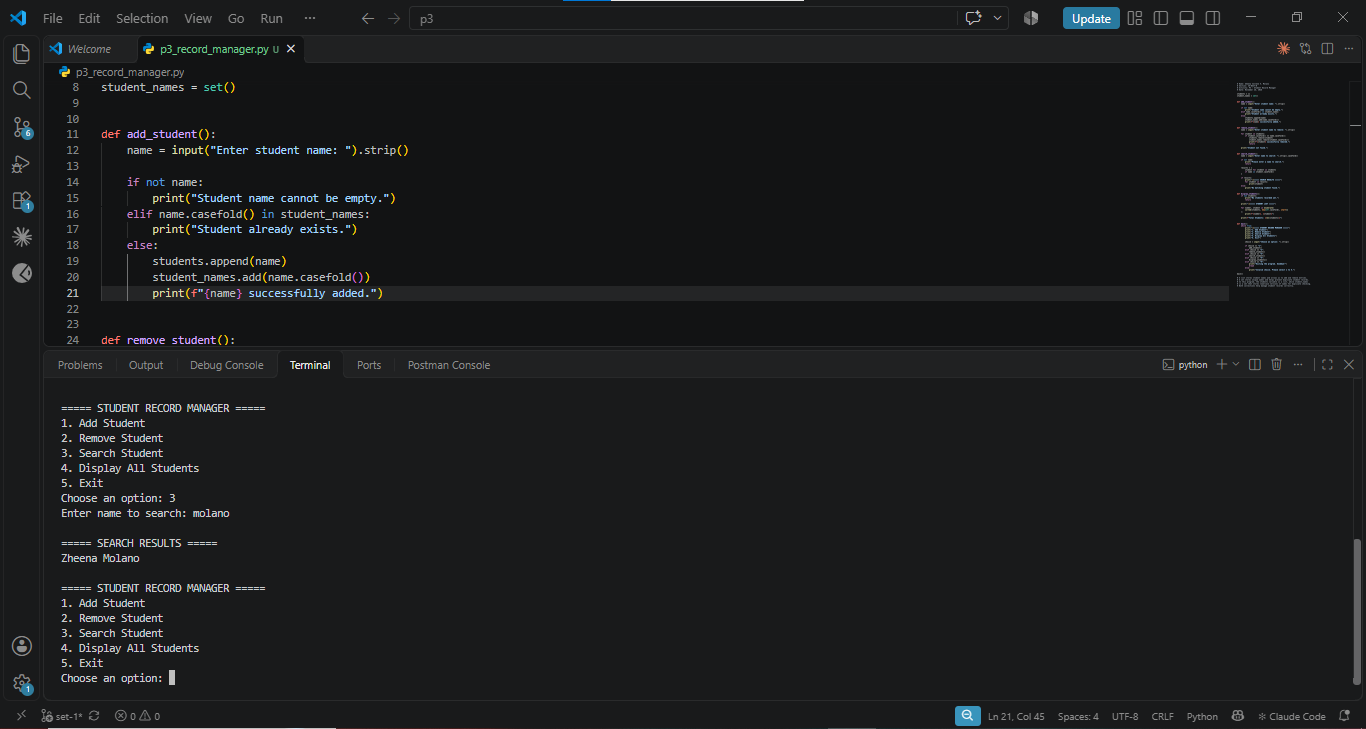 File Edit Selection View Go Run ··· p3 Update
Welcome p3_record_manager.py U
p3_record_manager.py
8 student_names = set()
9
10
11 def add_student():
12 name = input("Enter student name: ").strip()
13
14 if not name:
15 print("Student name cannot be empty.")
16 elif name.casefold() in student_names:
17 print("Student already exists.")
18 else:
19 students.append(name)
20 student_names.add(name.casefold())
21 print(f"{name} successfully added.")
22
23
24 def remove_student():
6
1
1
Problems Output Debug Console Terminal Ports Postman Console python
===== STUDENT RECORD MANAGER =====
1. Add Student
2. Remove Student
3. Search Student
4. Display All Students
5. Exit
Choose an option: 3
Enter name to search: molano
===== SEARCH RESULTS =====
Zheena Molano
===== STUDENT RECORD MANAGER =====
1. Add Student
2. Remove Student
3. Search Student
4. Display All Students
5. Exit
Choose an option:
set-1* 0 0 Ln 21, Col 45 Spaces: 4 UTF-8 CRLF Python Claude Code